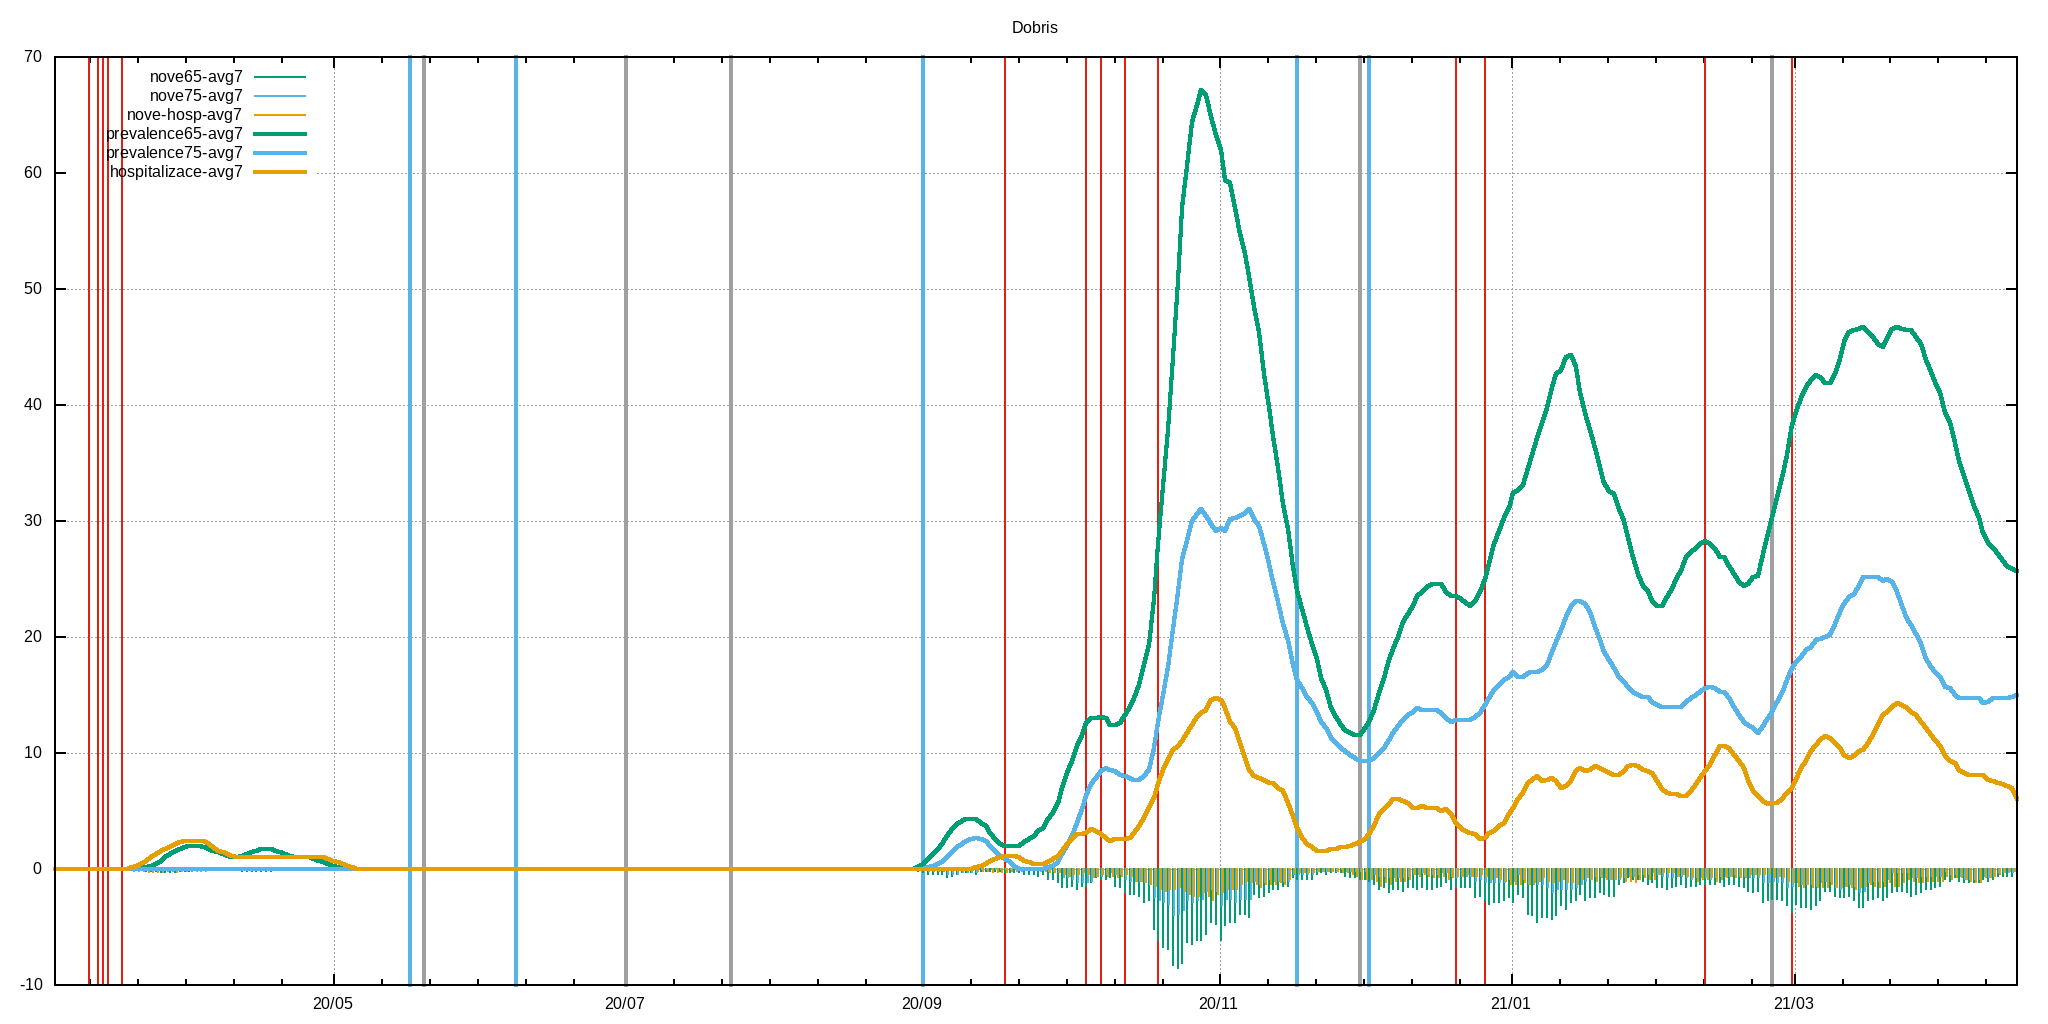 Dobris
70
nove65-avg7
nove75-avg7
nove-hosp-avg7
prevalence65-avg7
prevalence75-avg7
hospitalizace-avg7
60
50
40
30
20
10
0
-10
20/05 20/07 20/09 20/11 21/01 21/03